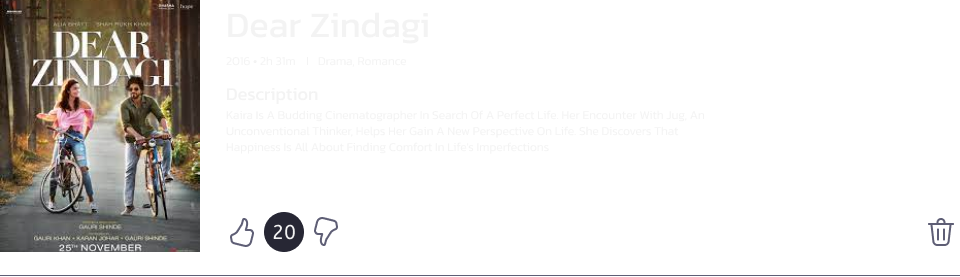 ALIA BHATT SHAH RUKH KHAN
DEAR
ZINDAGI
GAURI SHINDE
GAURI KHAN • KARAN JOHAR • GAURI SHINDE
25TH NOVEMBER
Dear Zindagi
2016 • 2h 31m | Drama, Romance
Description
Kaira Is A Budding Cinematographer In Search Of A Perfect Life. Her Encounter With Jug, An
Unconventional Thinker, Helps Her Gain A New Perspective On Life. She Discovers That
Happiness Is All About Finding Comfort In Life's Imperfections.
20